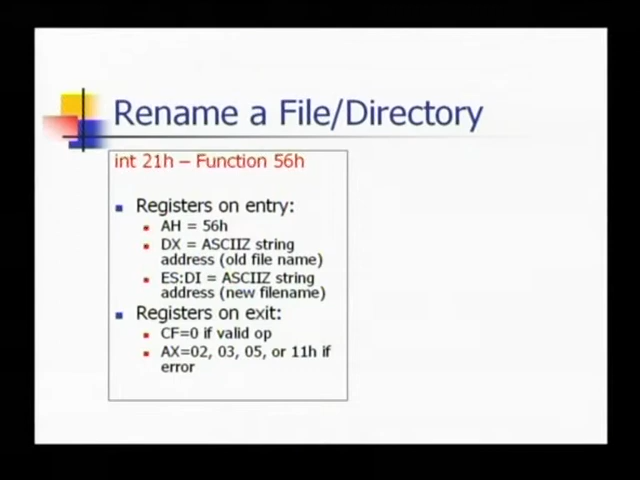 Rename a File/Directory
int 21h – Function 56h
Registers on entry:
AH = 56h
DX = ASCIIZ string
address (old file name)
ES:DI = ASCIIZ string
address (new filename)
Registers on exit:
CF=0 if valid op
AX=02, 03, 05, or 11h if
error